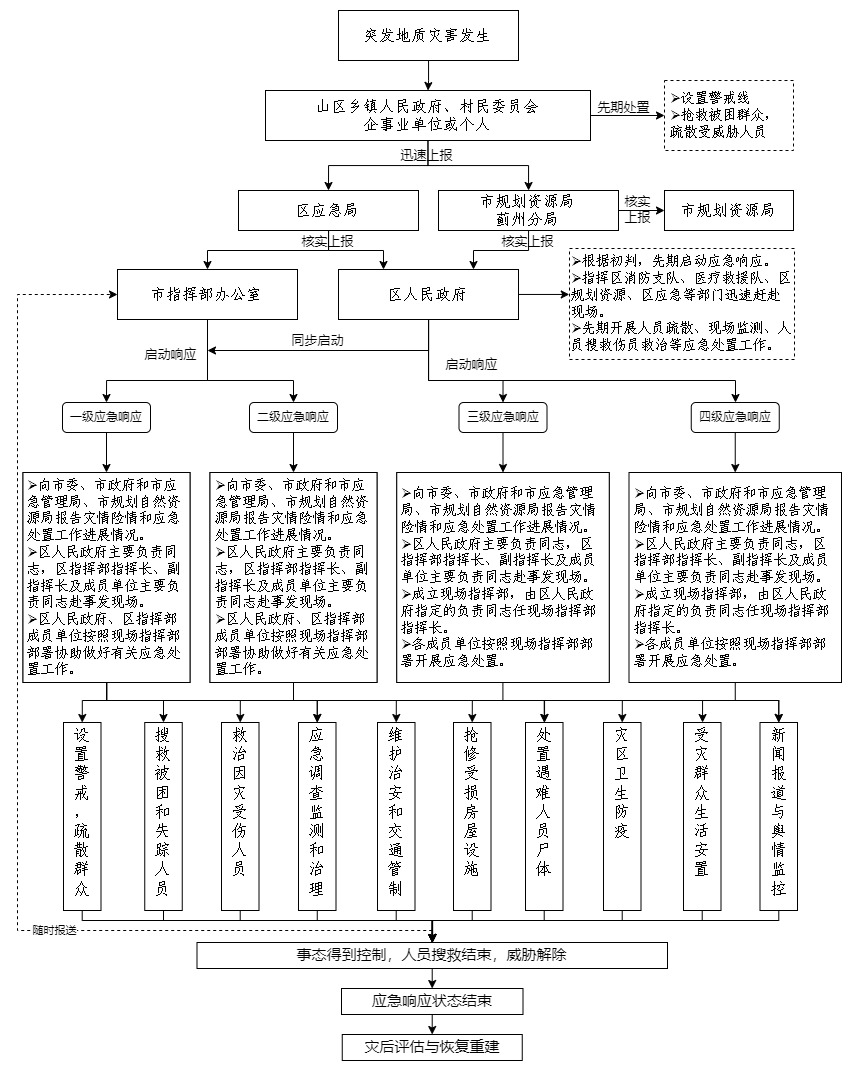 突发地质灾害发生
山区乡镇人民政府、村民委员会
企事业单位或个人
先期处置
➢设置警戒线
➢抢救被困群众，
疏散受威胁人员
迅速上报
区应急局
市规划资源局
蓟州分局
核实
上报
市规划资源局
核实上报
核实上报
市指挥部办公室
区人民政府
➢根据初判，先期启动应急响应。
➢指挥区消防支队、医疗救援队、区
规划资源、区应急等部门迅速赶赴
现场。
➢先期开展人员疏散、现场监测、人
员搜救伤员救治等应急处置工作。
同步启动
启动响应
启动响应
一级应急响应
二级应急响应
三级应急响应
四级应急响应
➢向市委、市政府和市应
急管理局、市规划自然资
源局报告灾情险情和应急
处置工作进展情况。
➢区人民政府主要负责同
志，区指挥部指挥长、副
指挥长及成员单位主要负
责同志赴事发现场。
➢区人民政府、区指挥部
成员单位按照现场指挥部
部署协助做好有关应急处
置工作。
➢向市委、市政府和市应
急管理局、市规划自然资
源局报告灾情险情和应急
处置工作进展情况。
➢区人民政府主要负责同
志，区指挥部指挥长、副
指挥长及成员单位主要负
责同志赴事发现场。
➢区人民政府、区指挥部
成员单位按照现场指挥部
部署协助做好有关应急处
置工作。
➢向市委、市政府和市应急管理
局、市规划自然资源局报告灾情
险情和应急处置工作进展情况。
➢区人民政府主要负责同志，区
指挥部指挥长、副指挥长及成员
单位主要负责同志赴事发现场。
➢成立现场指挥部，由区人民政
府指定的负责同志任现场指挥部
指挥长。
➢各成员单位按照现场指挥部部
署开展应急处置。
➢向市委、市政府和市应急管理
局、市规划自然资源局报告灾情
险情和应急处置工作进展情况。
➢区人民政府主要负责同志，区
指挥部指挥长、副指挥长及成员
单位主要负责同志赴事发现场。
➢成立现场指挥部，由区人民政
府指定的负责同志任现场指挥部
指挥长。
➢各成员单位按照现场指挥部部
署开展应急处置。
设置警戒，疏散群众
搜救被困和失踪人员
救治因灾受伤人员
应急调查监测和治理
维护治安和交通管制
抢修受损房屋设施
处置遇难人员尸体
灾区卫生防疫
受灾群众生活安置
新闻报道与舆情监控
随时报送
事态得到控制，人员搜救结束，威胁解除
应急响应状态结束
灾后评估与恢复重建